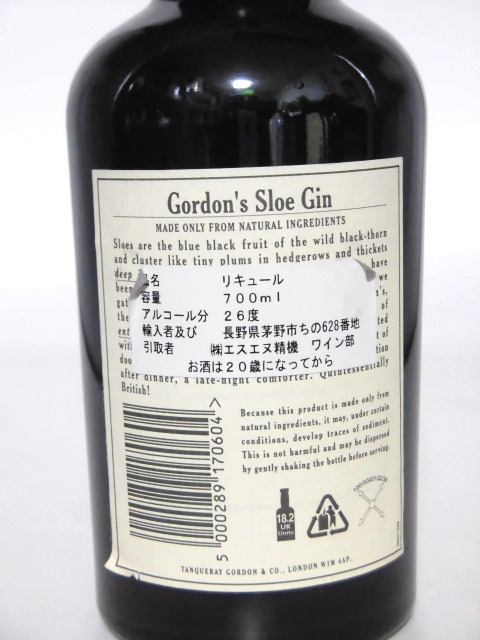 Gordon's Sloe Gin
MADE ONLY FROM NATURAL INGREDIENTS
Sloes are the blue black fruit of the wild black-thorn
and cluster like tiny plums in hedgerows and thickets
deep have
品名 リキュール
been we
容量 700ml
アルコール分 26度
輸入者及び 長野県茅野市ちの628番地
引取者 ㈱エスエヌ精機 ワイン部
お酒は20歳になってから
after dinner, a late-night comforter. Quintessentially
British!
Because this product is made only from
natural ingredients, it may, under certain
conditions, develop traces of sediment.
This is not harmful and may be dispersed
by gently shaking the bottle before serving.
5 000289 170604 >
18.2
UK
Units
TANQUERAY GORDON & CO., LONDON W1M 4AP.